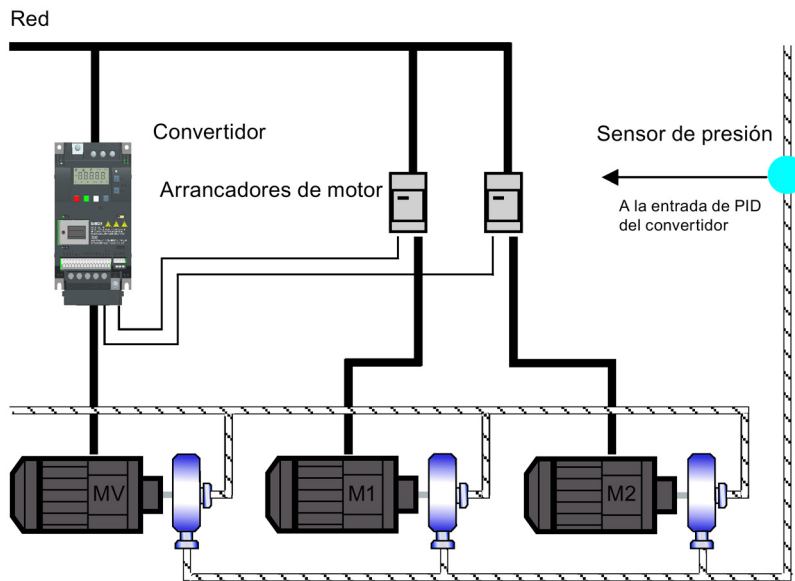 Red
Convertidor
Sensor de presión
Arrancadores de motor
A la entrada de PID
del convertidor
MV
M1
M2